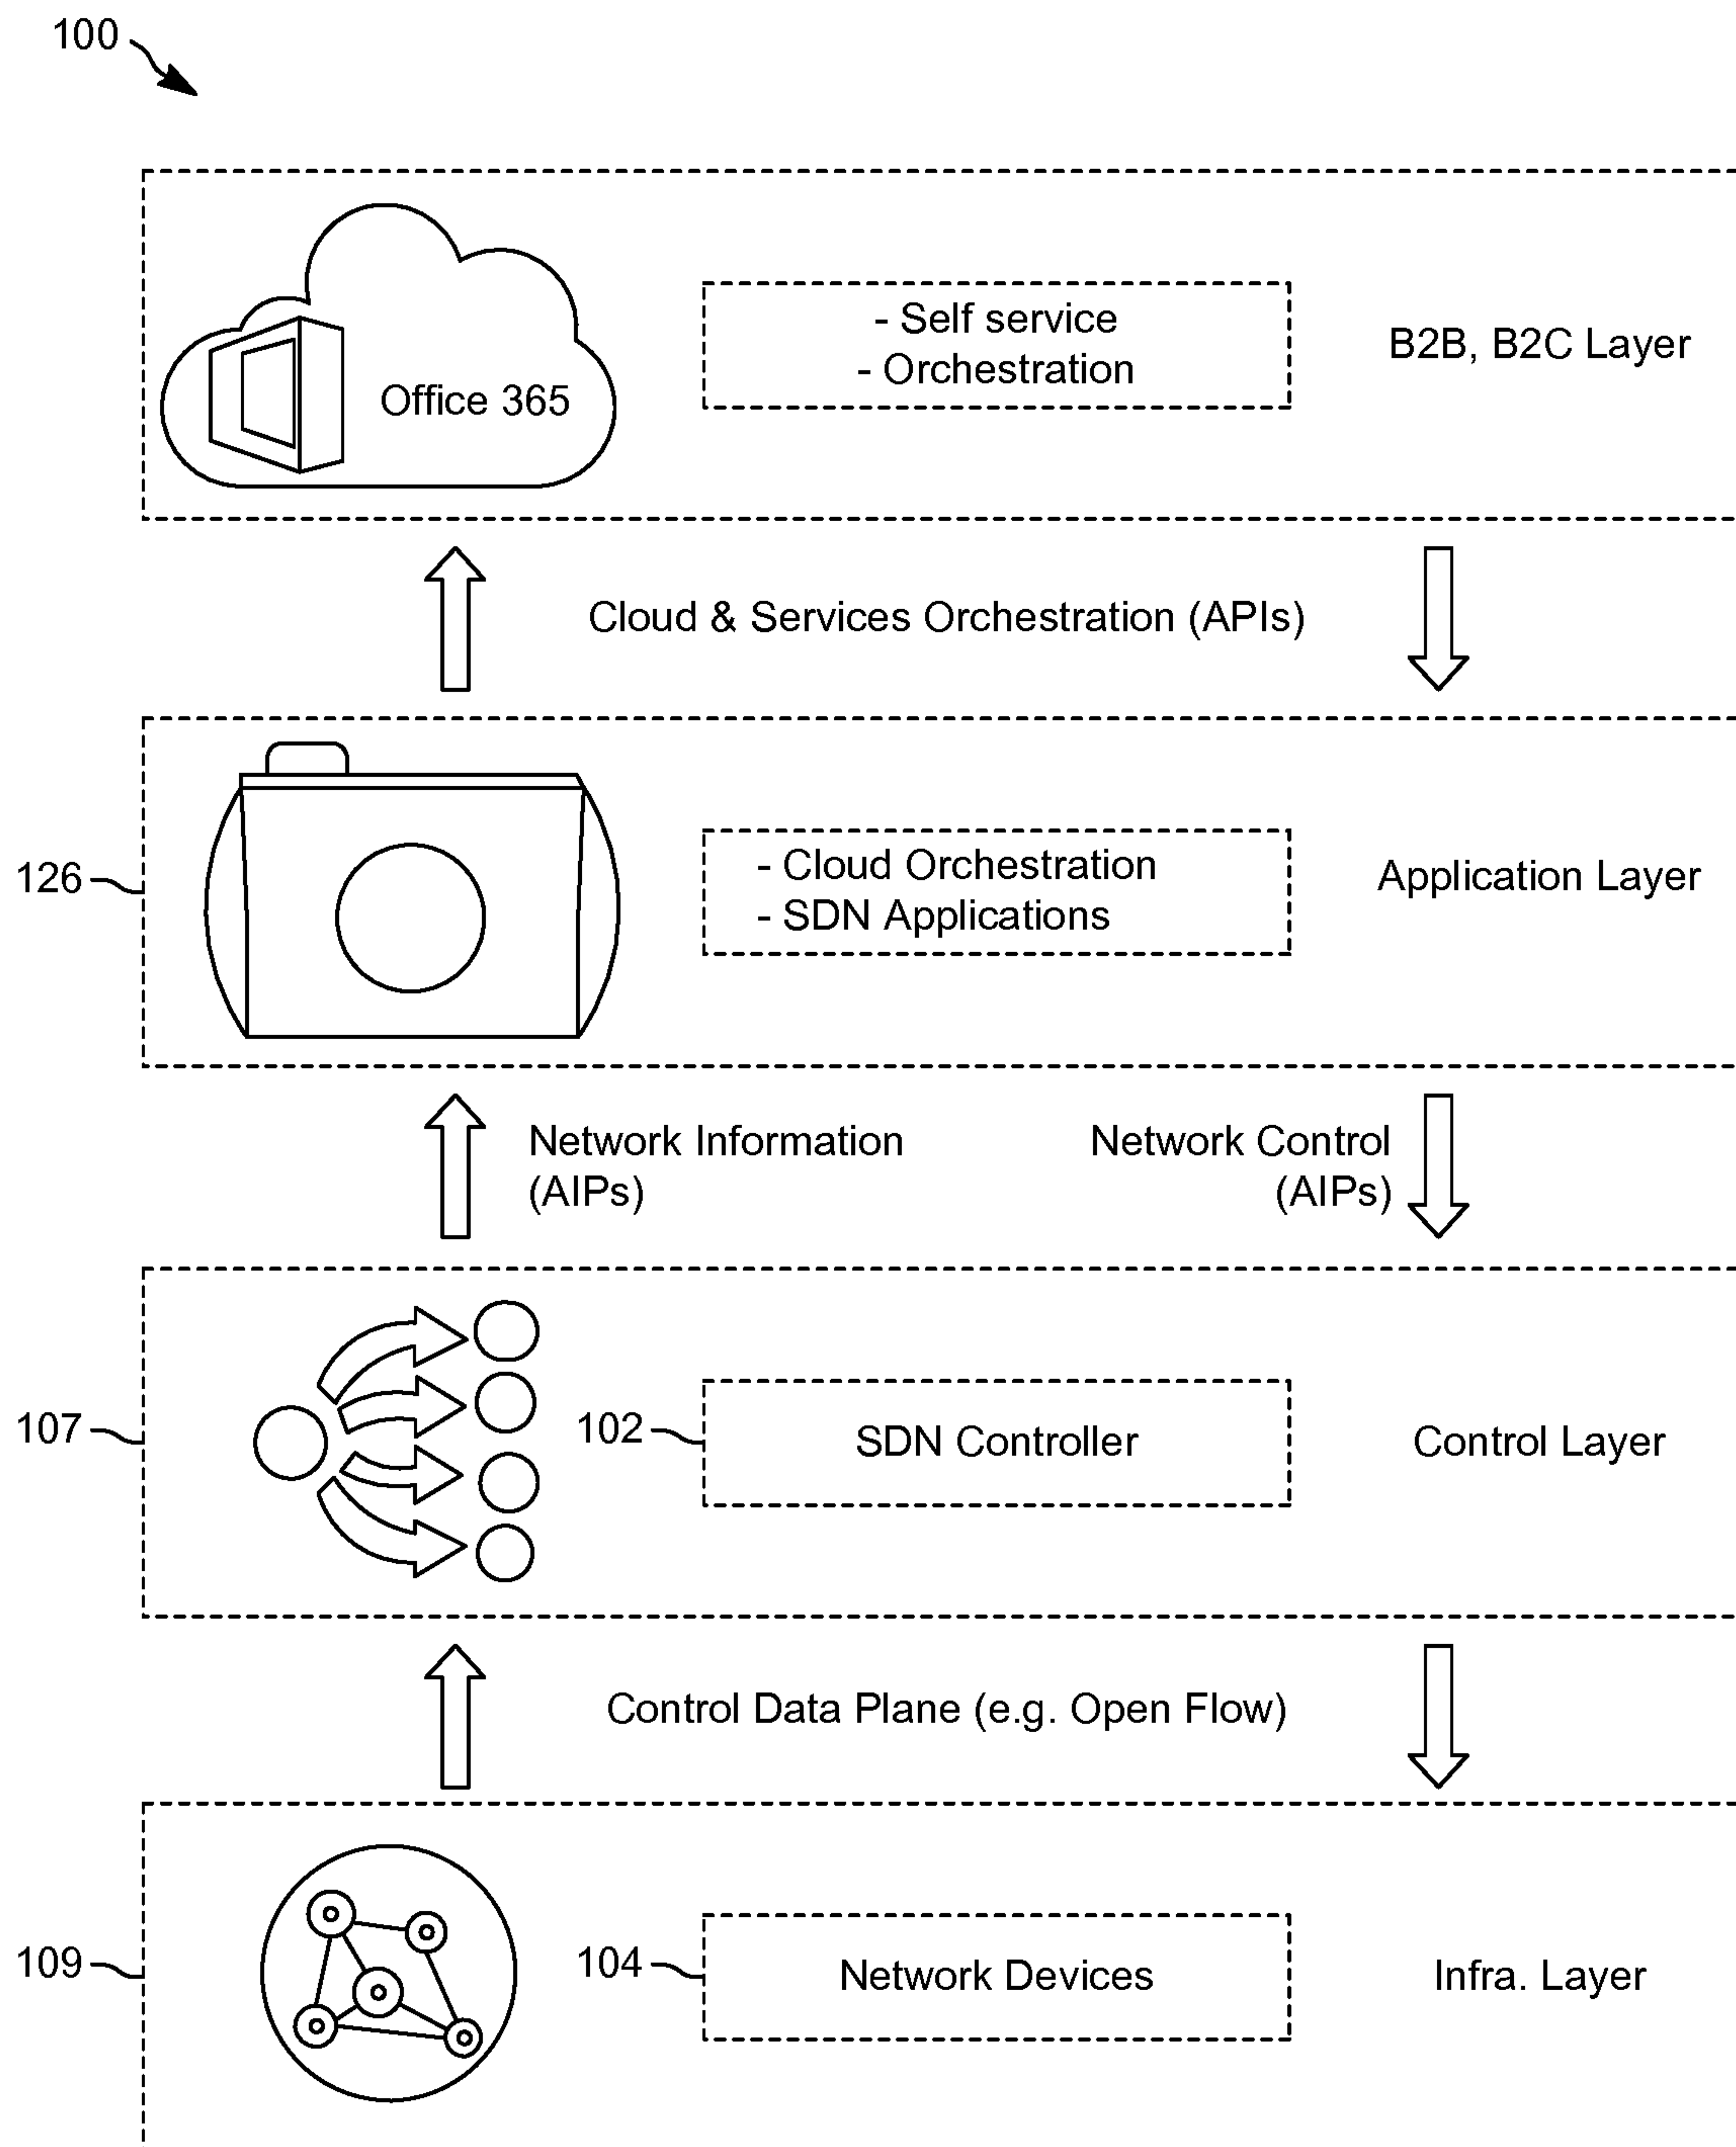 100
- Self service
- Orchestration
B2B, B2C Layer
Office 365
Cloud & Services Orchestration (APIs)
126
- Cloud Orchestration
- SDN Applications
Application Layer
Network Information
(AIPs)
Network Control
(AIPs)
107
102
SDN Controller
Control Layer
Control Data Plane (e.g. Open Flow)
109
104
Network Devices
Infra. Layer